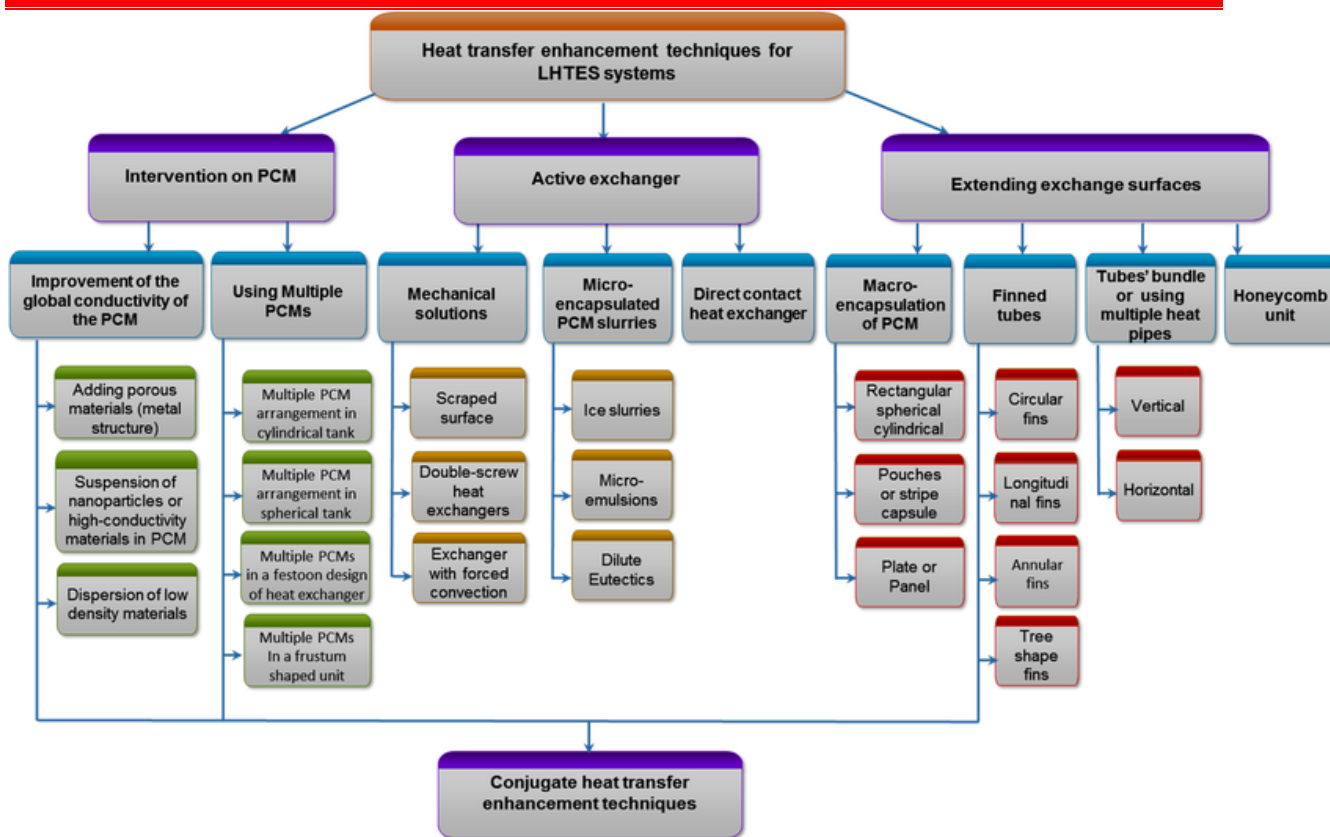 Heat transfer enhancement techniques for
LHTES systems
Intervention on PCM
Active exchanger
Extending exchange surfaces
Improvement of the
global conductivity of
the PCM
Using Multiple
PCMs
Mechanical
solutions
Micro-
encapsulated
PCM slurries
Direct contact
heat exchanger
Macro-
encapsulation
of PCM
Finned
tubes
Tubes' bundle
or using
multiple heat
pipes
Honeycomb
unit
Adding porous
materials (metal
structure)
Suspension of
nanoparticles or
high-conductivity
materials in PCM
Dispersion of low
density materials
Multiple PCM
arrangement in
cylindrical tank
Multiple PCM
arrangement in
spherical tank
Multiple PCMs
in a festoon design
of heat exchanger
Multiple PCMs
In a frustum
shaped unit
Scraped
surface
Double-screw
heat
exchangers
Exchanger
with forced
convection
Ice slurries
Micro-
emulsions
Dilute
Eutectics
Rectangular
spherical
cylindrical
Pouches
or stripe
capsule
Plate or
Panel
Circular
fins
Longitudi
nal fins
Annular
fins
Tree
shape
fins
Vertical
Horizontal
Conjugate heat transfer
enhancement techniques